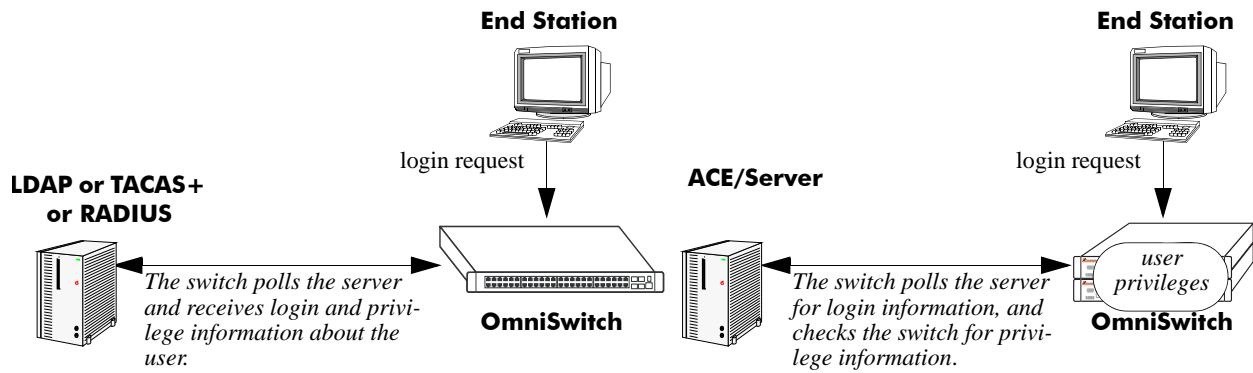 End Station
login request
LDAP or TACAS+
or RADIUS
The switch polls the server
and receives login and privi-
lege information about the
user.
OmniSwitch
End Station
login request
ACE/Server
user
privileges
The switch polls the server
for login information, and
checks the switch for privi-
lege information.
OmniSwitch